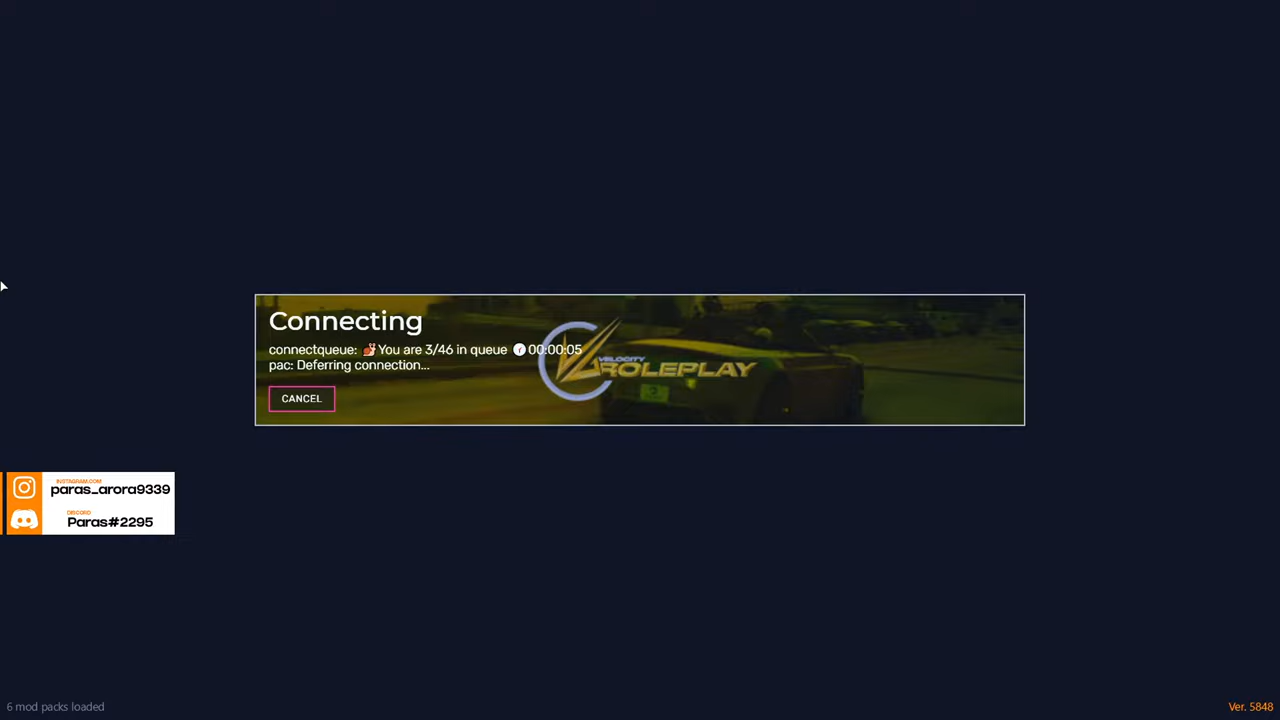 Connecting
connectqueue: 🐌You are 3/46 in queue 🕜00:00:05
pac: Deferring connection...
VELOCITY
ROLEPLAY
CANCEL
INSTAGRAM.COM
paras_arora9339
DISCORD
Paras#2295
6 mod packs loaded
Ver. 5848